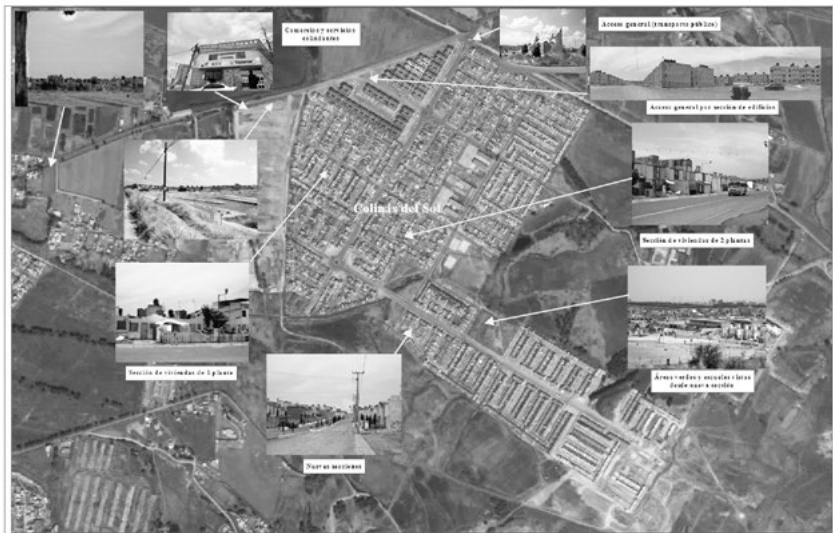 Comercios y servicios
colindantes
Acceso general (transporte público)
Acceso general por sección de edificios
Colinas del Sol
Sección de viviendas de 2 plantas
Sección de viviendas de 1 planta
Áreas verdes y escuelas vistas
desde nueva sección
Nuevas secciones